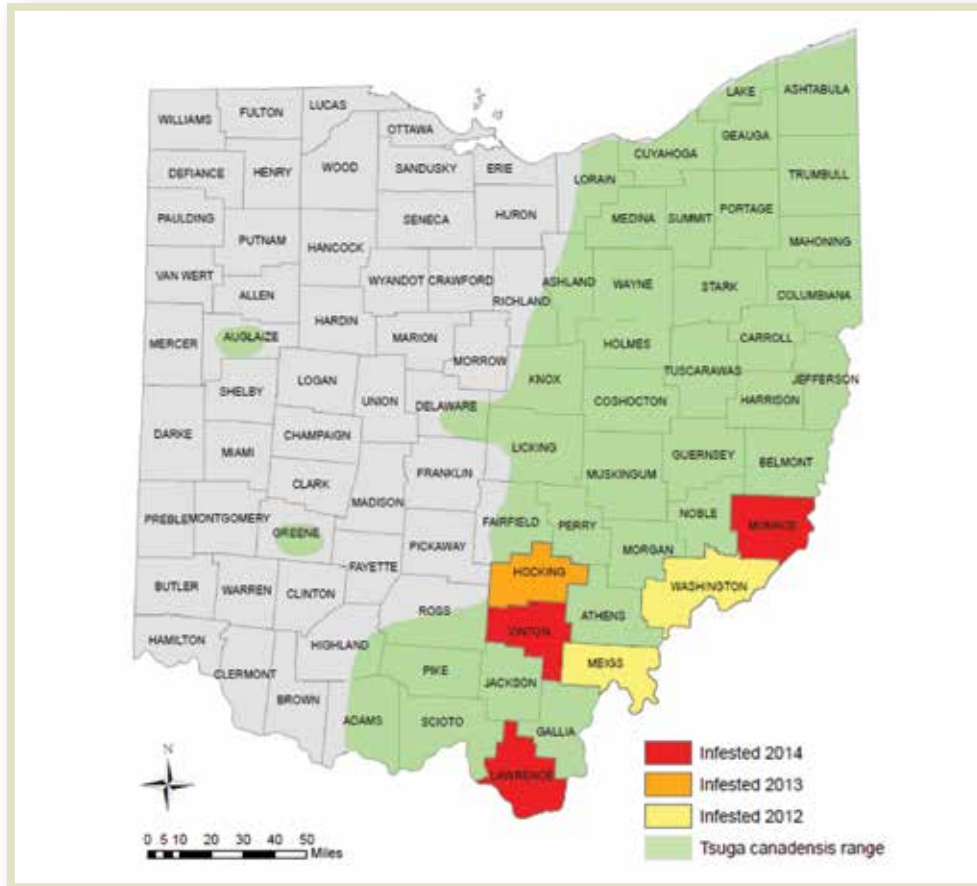 LAKE
ASHTABULA
LUCAS
FULTON
WILLIAMS
GEAUGA
OTTAWA
CUYAHOGA
WOOD
SANDUSKY
ERIE
TRUMBULL
DEFIANCE
HENRY
LORAIN
PORTAGE
PAULDING
SENECA
HURON
MEDINA
SUMMIT
PUTNAM
HANCOCK
MAHONING
VAN WERT
WYANDOT
CRAWFORD
ASHLAND
WAYNE
STARK
ALLEN
RICHLAND
COLUMBIANA
HARDIN
AUGLAIZE
MARION
CARROLL
MERCER
HOLMES
MORROW
TUSCARAWAS
JEFFERSON
LOGAN
KNOX
SHELBY
UNION
DELAWARE
COSHOCTON
HARRISON
DARKE
CHAMPAIGN
LICKING
MIAMI
GUERNSEY
BELMONT
FRANKLIN
MUSKINGUM
CLARK
MADISON
PREBLE
MONTGOMERY
NOBLE
FAIRFIELD
PERRY
MONROE
GREENE
PICKAWAY
MORGAN
FAYETTE
HOCKING
BUTLER
WARREN
CLINTON
WASHINGTON
ROSS
ATHENS
VINTON
HAMILTON
HIGHLAND
MEIGS
PIKE
CLERMONT
JACKSON
BROWN
ADAMS
SCIOTO
GALLIA
LAWRENCE
N
0 5 10 20 30 40 50
Miles
Infested 2014
Infested 2013
Infested 2012
Tsuga canadensis range